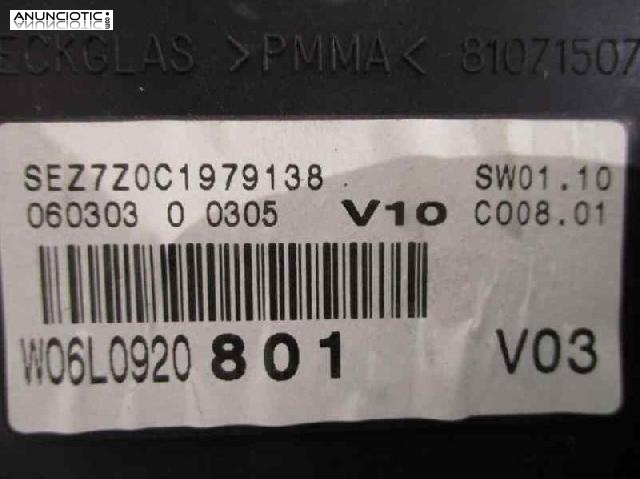 ANUNCIOTIC.com
ECKGLAS >PMMA< 81071507
SEZ7Z0C1979138 SW01.10
060303 0 0305 V10 C008.01
W06L0920 801 V03